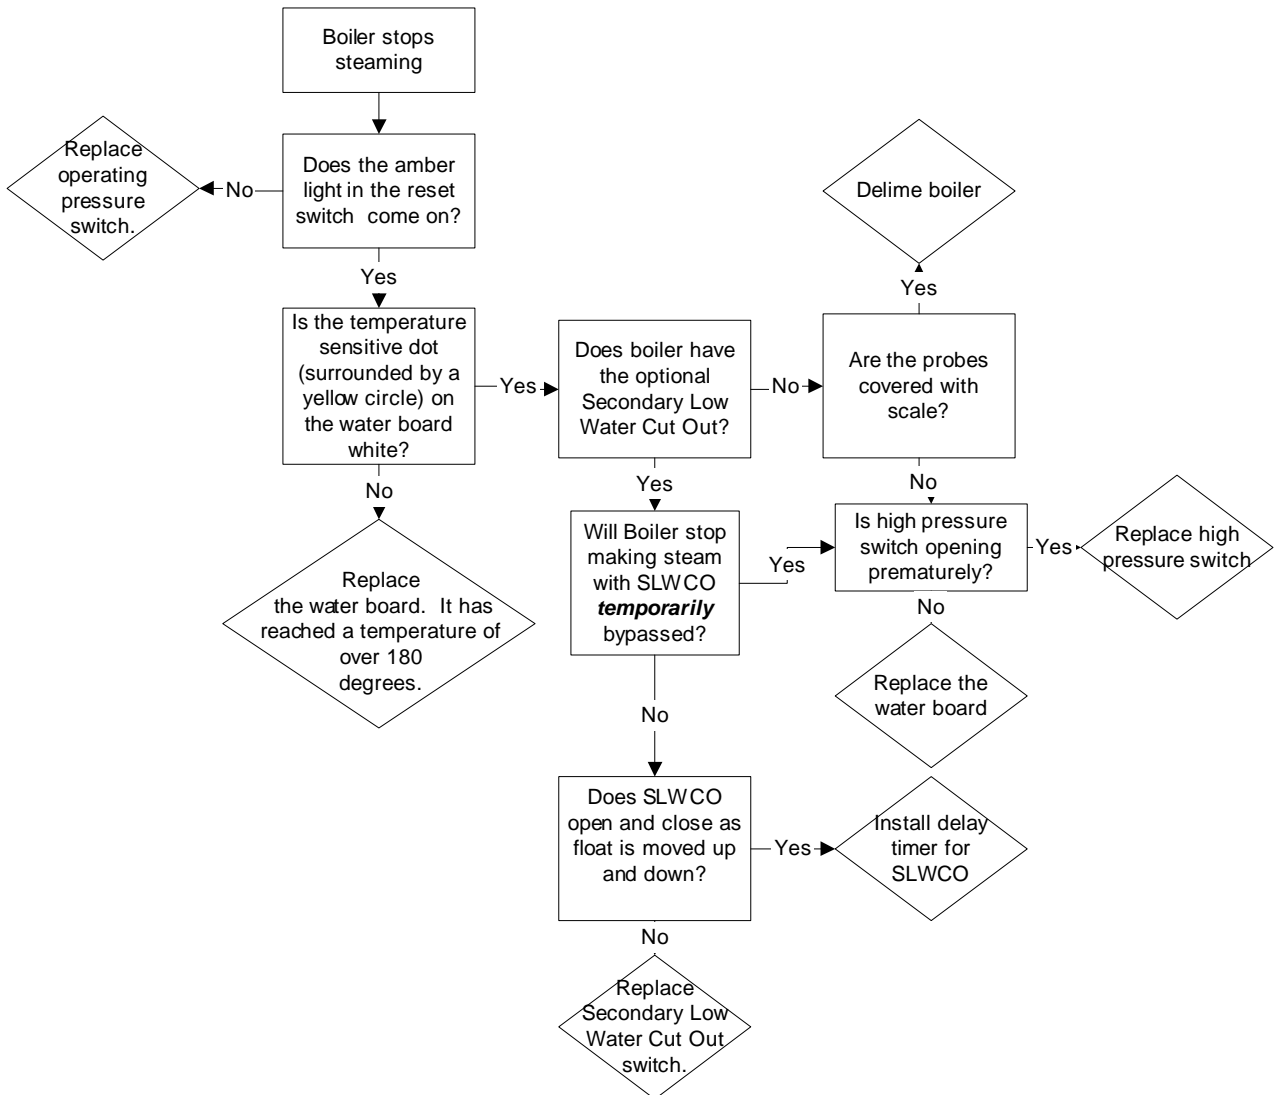 Boiler stops
steaming
Does the amber
light in the reset
switch come on?
No
Replace
operating
pressure
switch.
Yes
Is the temperature
sensitive dot
(surrounded by a
yellow circle) on
the water board
white?
No
Replace
the water board. It has
reached a temperature of
over 180
degrees.
Yes
Does boiler have
the optional
Secondary Low
Water Cut Out?
No
Are the probes
covered with
scale?
Yes
Delime boiler
No
Is high pressure
switch opening
prematurely?
Yes
Replace high
pressure switch
No
Replace the
water board
Yes
Will Boiler stop
making steam
with SLWCO
temporarily
bypassed?
Yes
No
Does SLWCO
open and close as
float is moved up
and down?
Yes
Install delay
timer for
SLWCO
No
Replace
Secondary Low
Water Cut Out
switch.